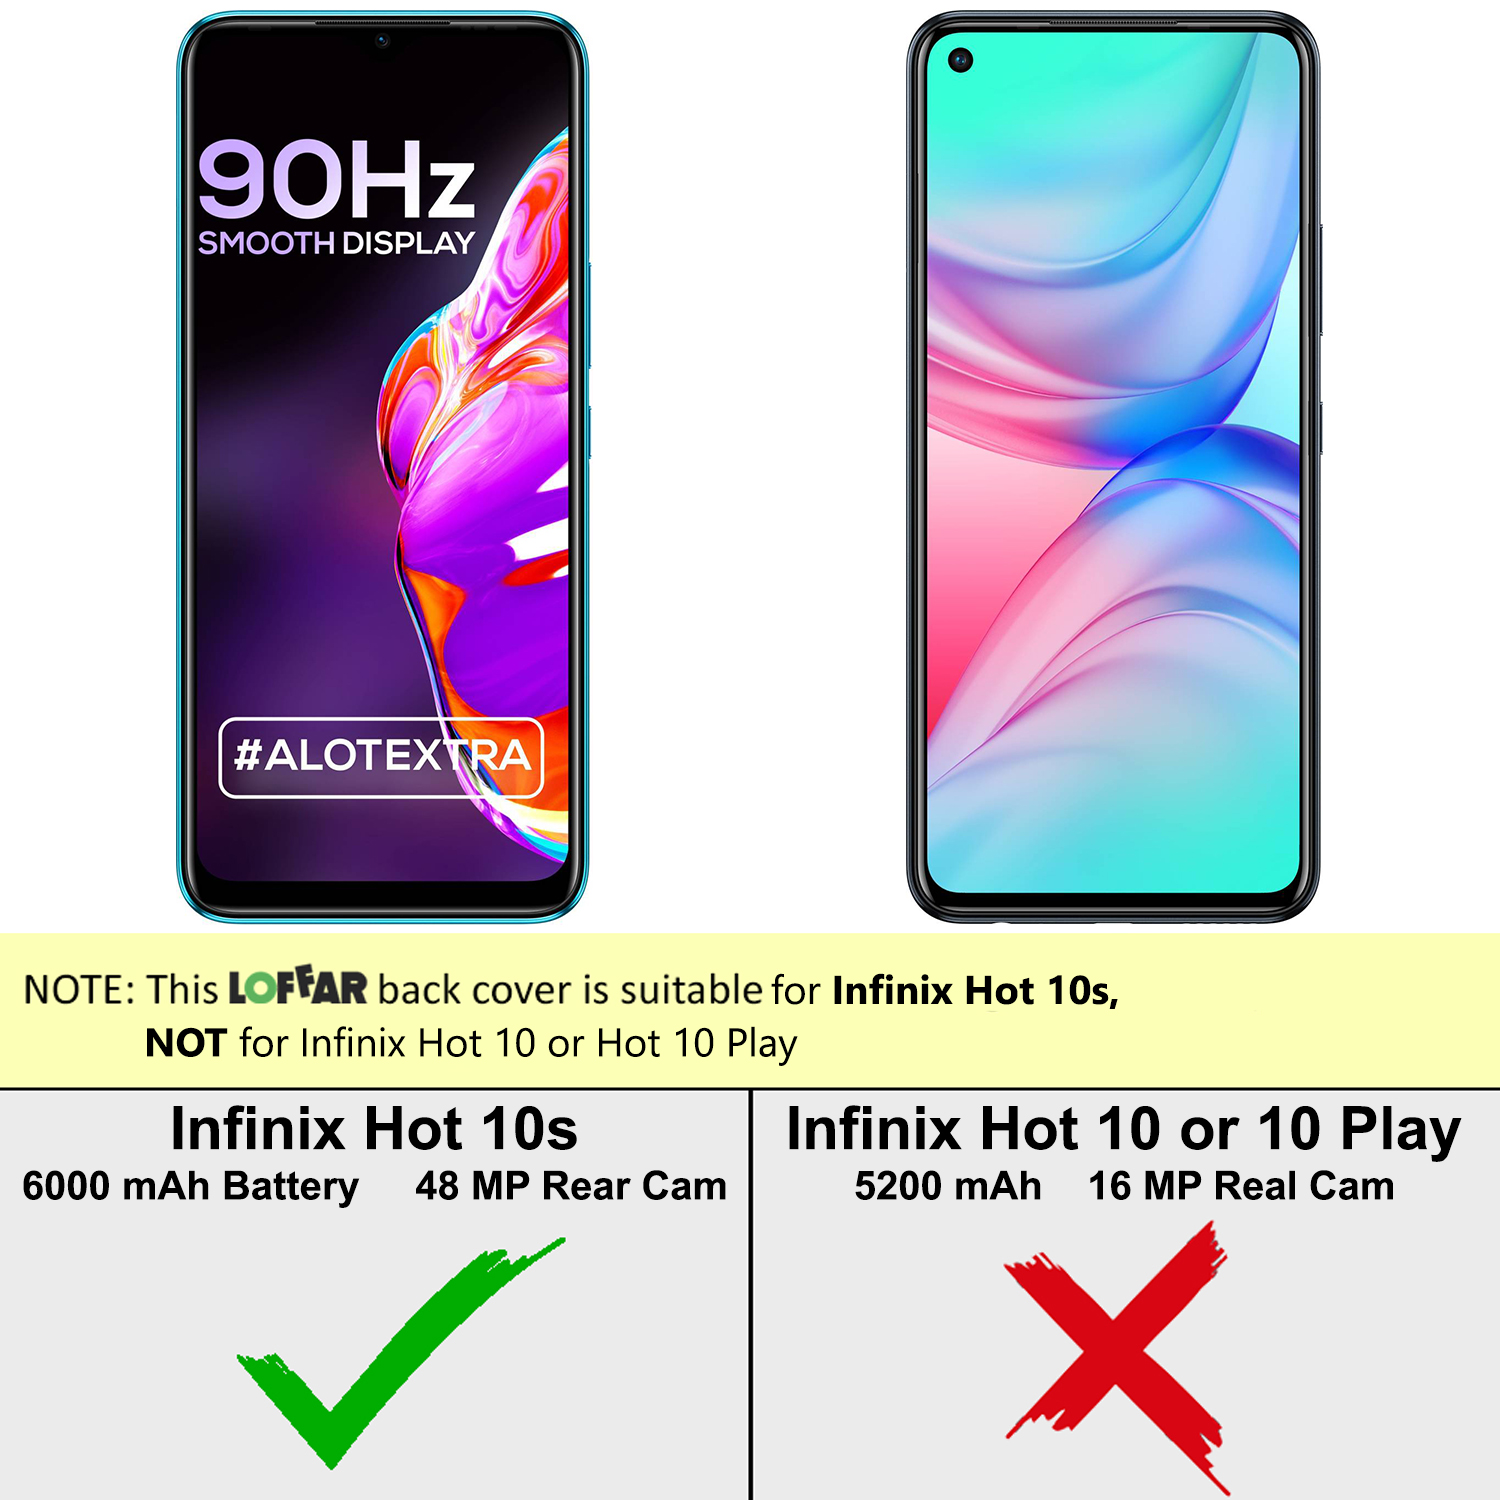 90Hz
SMOOTH DISPLAY
#ALOTEXTRA
NOTE: This LOFFAR back cover is suitable for Infinix Hot 10s,
NOT for Infinix Hot 10 or Hot 10 Play
Infinix Hot 10s
6000 mAh Battery 48 MP Rear Cam
Infinix Hot 10 or 10 Play
5200 mAh 16 MP Real Cam